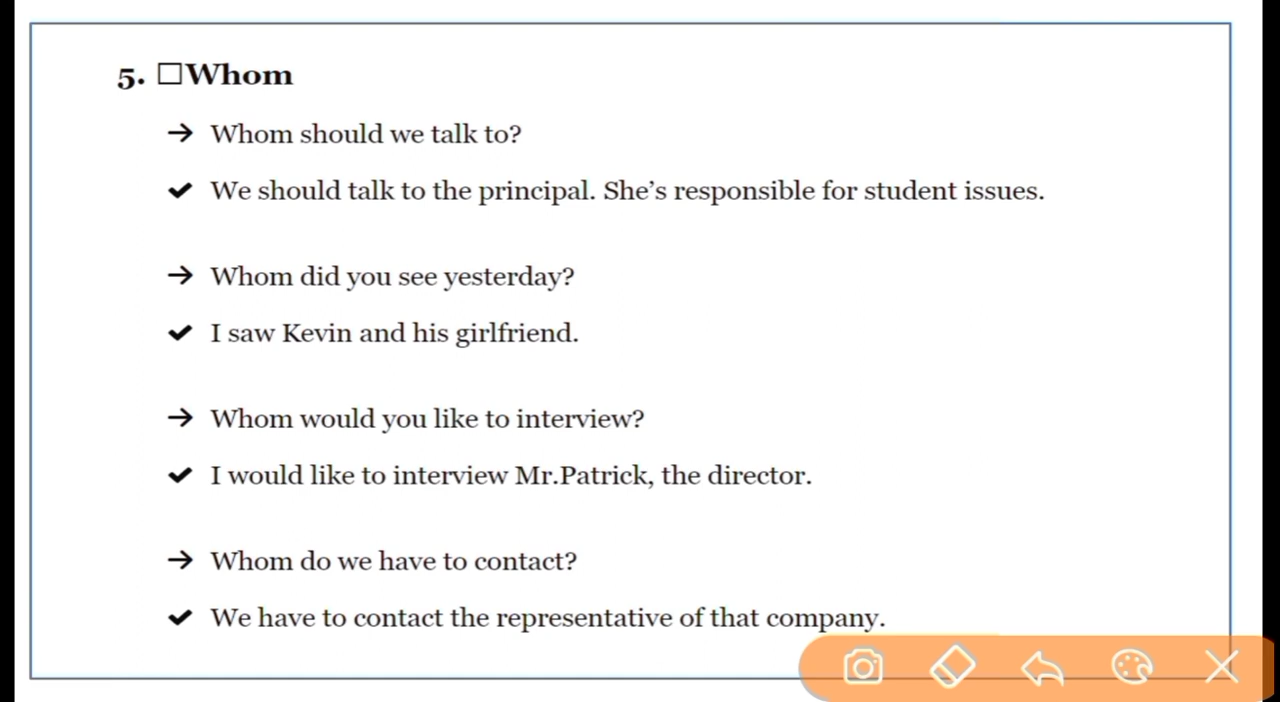 5. □Whom
→ Whom should we talk to?
✔ We should talk to the principal. She’s responsible for student issues.
→ Whom did you see yesterday?
✔ I saw Kevin and his girlfriend.
→ Whom would you like to interview?
✔ I would like to interview Mr.Patrick, the director.
→ Whom do we have to contact?
✔ We have to contact the representative of that company.